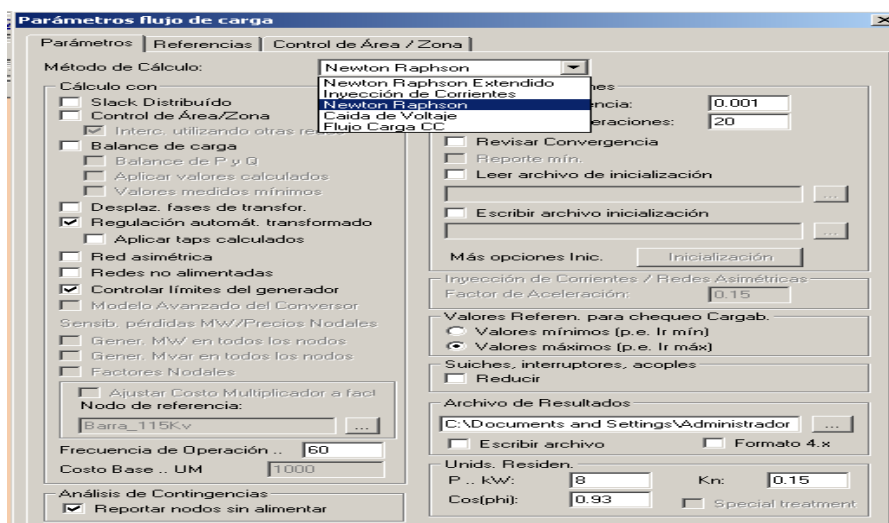 Parámetros flujo de carga
Parámetros
Referencias
Control de Área / Zona
Método de Cálculo:
Newton Raphson
Newton Raphson Extendido
Inyección de Corrientes
Newton Raphson
Caida de Voltaje
Flujo Carga CC
Cálculo con
Slack Distribuído
Control de Área/Zona
Interc. utilizando otras
Balance de carga
Balance de P y Q
Aplicar valores calculados
Valores medidos mínimos
Desplaz. fases de transfor.
Regulación automát. transformado
Aplicar taps calculados
Red asimétrica
Redes no alimentadas
Controlar límites del generador
Modelo Avanzado del Conversor
Sensib. pérdidas MW/Precios Nodales
Gener. MW en todos los nodos
Gener. Mvar en todos los nodos
Factores Nodales
Ajustar Costo Multiplicador a fact
Nodo de referencia:
Barra_115Kv
...
Frecuencia de Operación .. 60
Costo Base .. UM 1000
Análisis de Contingencias
Reportar nodos sin alimentar
nes
encia: 0.001
eraciones: 20
Revisar Convergencia
Reporte mín.
Leer archivo de inicialización
...
Escribir archivo inicialización
...
Más opciones Inic. Inicialización
Inyección de Corrientes / Redes Asimétricas
Factor de Aceleración: 0.15
Valores Referen. para chequeo Cargab.
Valores mínimos (p.e. Ir mín)
Valores máximos (p.e. Ir máx)
Suiches, interruptores, acoples
Reducir
Archivo de Resultados
C:\Documents and Settings\Administrador ...
Escribir archivo Formato 4.x
Unids. Residen.
P .. kW: 8 Kn: 0.15
Cos(phi): 0.93 Special treatment